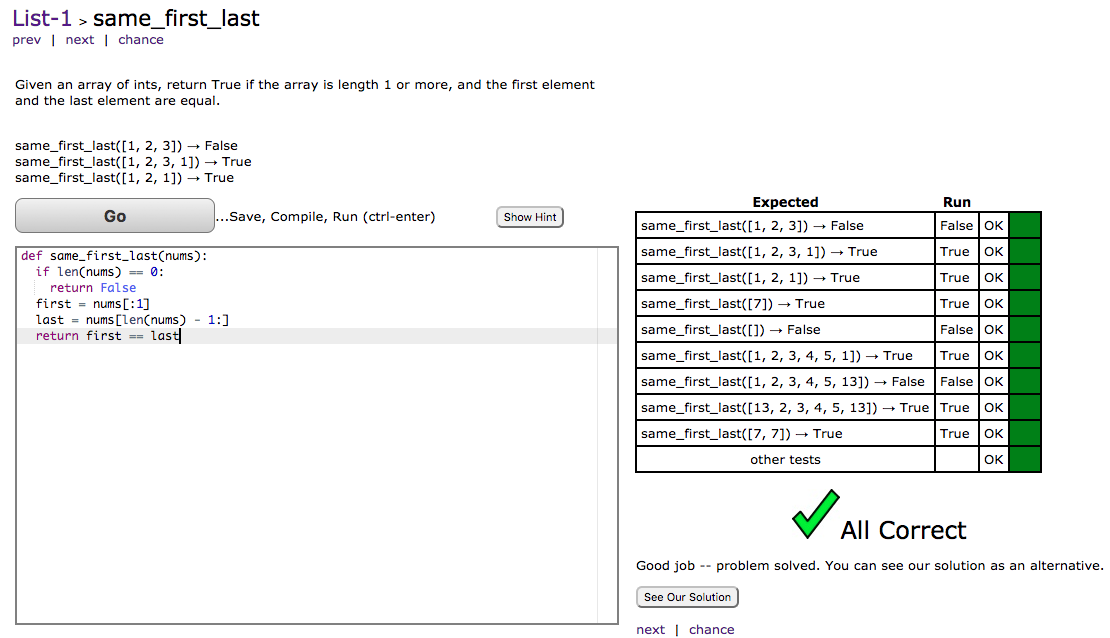 List-1 > same_first_last
prev | next | chance
Given an array of ints, return True if the array is length 1 or more, and the first element
and the last element are equal.
same_first_last([1, 2, 3]) → False
same_first_last([1, 2, 3, 1]) → True
same_first_last([1, 2, 1]) → True
Go ...Save, Compile, Run (ctrl-enter) Show Hint
def same_first_last(nums):
  if len(nums) == 0:
    return False
  first = nums[:1]
  last = nums[len(nums) - 1:]
  return first == last
Expected Run
same_first_last([1, 2, 3]) → False False OK
same_first_last([1, 2, 3, 1]) → True True OK
same_first_last([1, 2, 1]) → True True OK
same_first_last([7]) → True True OK
same_first_last([]) → False False OK
same_first_last([1, 2, 3, 4, 5, 1]) → True True OK
same_first_last([1, 2, 3, 4, 5, 13]) → False False OK
same_first_last([13, 2, 3, 4, 5, 13]) → True True OK
same_first_last([7, 7]) → True True OK
other tests OK
All Correct
Good job -- problem solved. You can see our solution as an alternative.
See Our Solution
next | chance